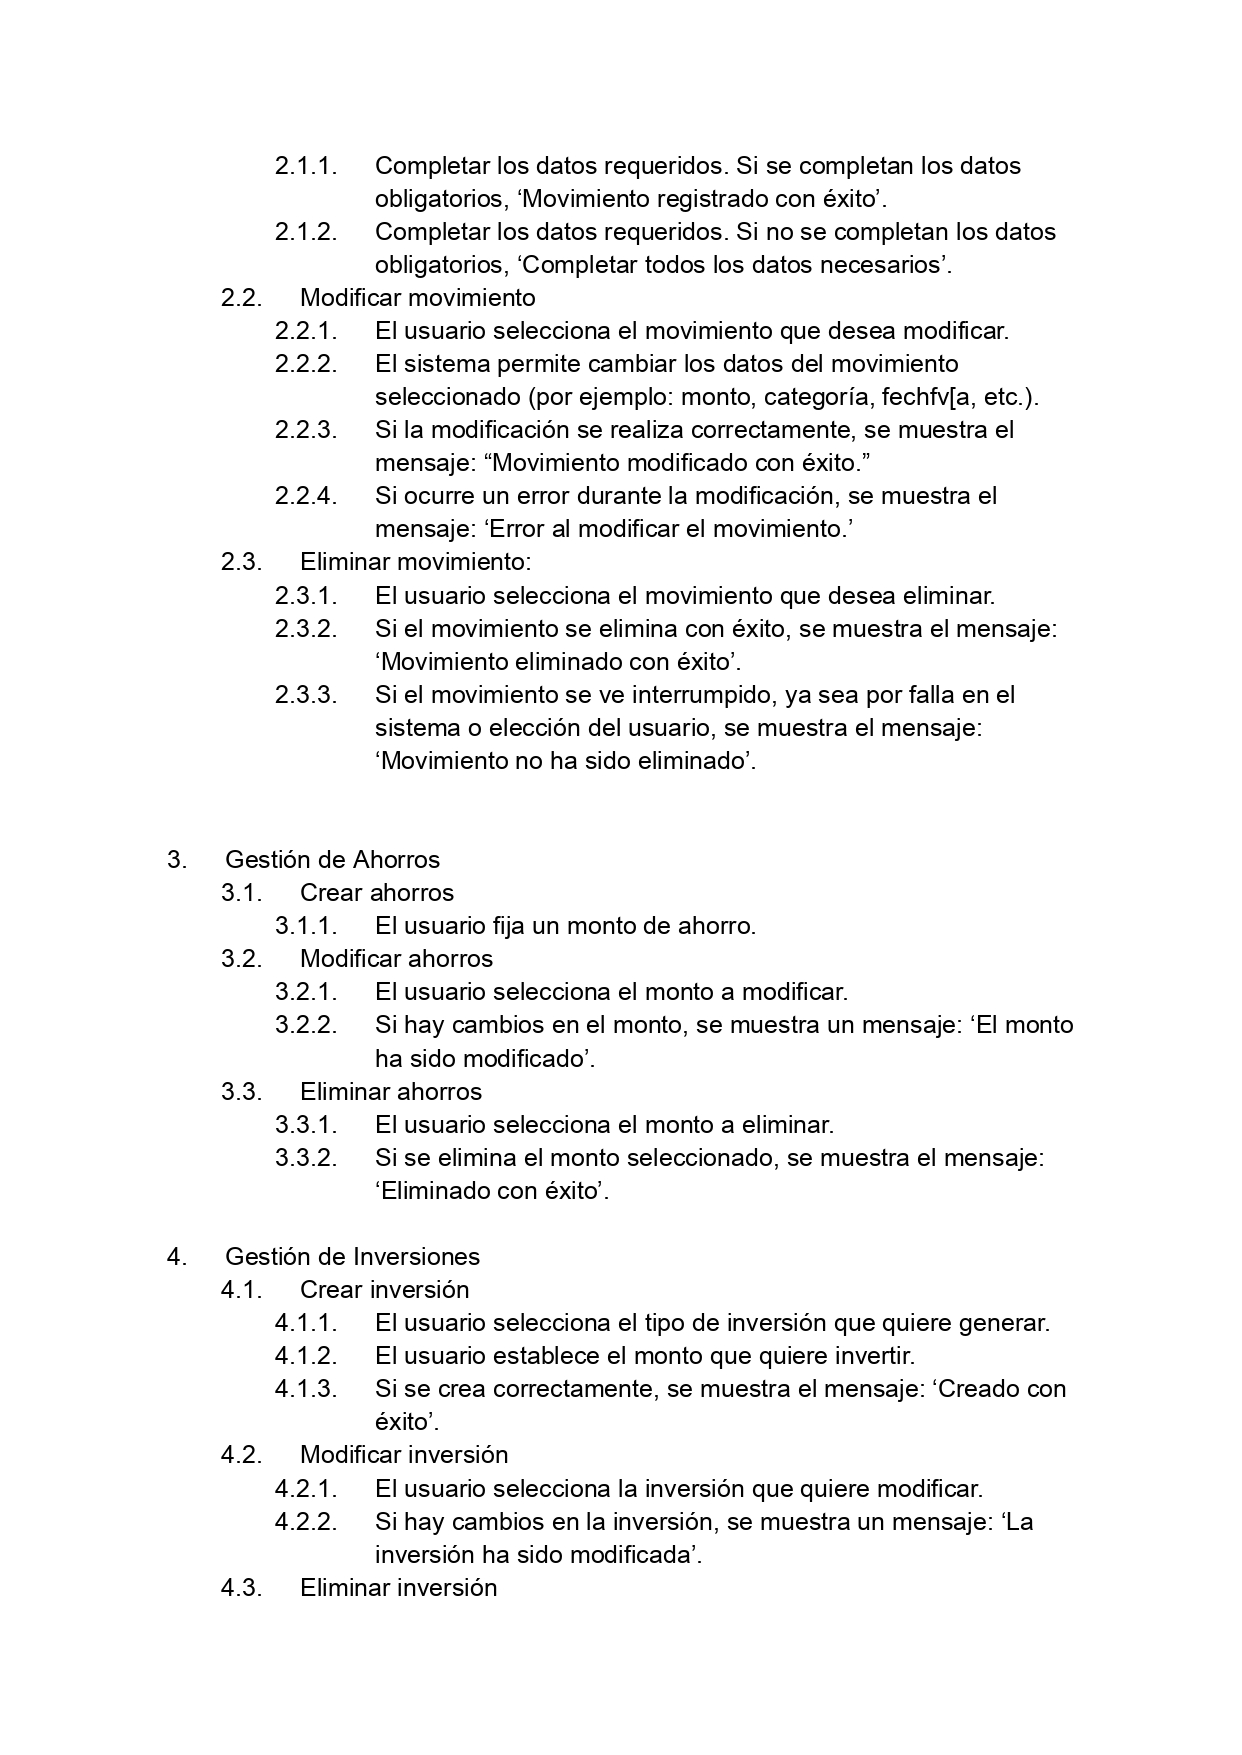 2.1.1. Completar los datos requeridos. Si se completan los datos
obligatorios, ‘Movimiento registrado con éxito’.
2.1.2. Completar los datos requeridos. Si no se completan los datos
obligatorios, ‘Completar todos los datos necesarios’.
2.2. Modificar movimiento
2.2.1. El usuario selecciona el movimiento que desea modificar.
2.2.2. El sistema permite cambiar los datos del movimiento
seleccionado (por ejemplo: monto, categoría, fechfv[a, etc.).
2.2.3. Si la modificación se realiza correctamente, se muestra el
mensaje: “Movimiento modificado con éxito.”
2.2.4. Si ocurre un error durante la modificación, se muestra el
mensaje: ‘Error al modificar el movimiento.’
2.3. Eliminar movimiento:
2.3.1. El usuario selecciona el movimiento que desea eliminar.
2.3.2. Si el movimiento se elimina con éxito, se muestra el mensaje:
‘Movimiento eliminado con éxito’.
2.3.3. Si el movimiento se ve interrumpido, ya sea por falla en el
sistema o elección del usuario, se muestra el mensaje:
‘Movimiento no ha sido eliminado’.
3. Gestión de Ahorros
3.1. Crear ahorros
3.1.1. El usuario fija un monto de ahorro.
3.2. Modificar ahorros
3.2.1. El usuario selecciona el monto a modificar.
3.2.2. Si hay cambios en el monto, se muestra un mensaje: ‘El monto
ha sido modificado’.
3.3. Eliminar ahorros
3.3.1. El usuario selecciona el monto a eliminar.
3.3.2. Si se elimina el monto seleccionado, se muestra el mensaje:
‘Eliminado con éxito’.
4. Gestión de Inversiones
4.1. Crear inversión
4.1.1. El usuario selecciona el tipo de inversión que quiere generar.
4.1.2. El usuario establece el monto que quiere invertir.
4.1.3. Si se crea correctamente, se muestra el mensaje: ‘Creado con
éxito’.
4.2. Modificar inversión
4.2.1. El usuario selecciona la inversión que quiere modificar.
4.2.2. Si hay cambios en la inversión, se muestra un mensaje: ‘La
inversión ha sido modificada’.
4.3. Eliminar inversión